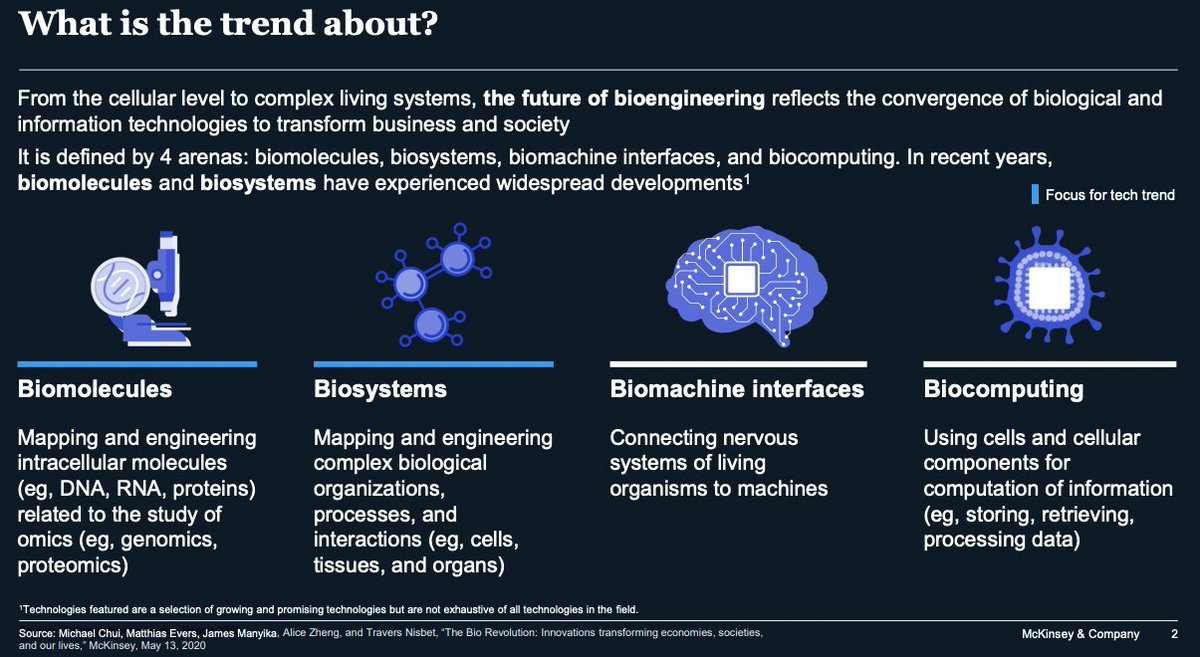 What is the trend about?
From the cellular level to complex living systems, the future of bioengineering reflects the convergence of biological and
information technologies to transform business and society
It is defined by 4 arenas: biomolecules, biosystems, biomachine interfaces, and biocomputing. In recent years,
biomolecules and biosystems have experienced widespread developments¹
Focus for tech trend
Biomolecules
Mapping and engineering
intracellular molecules
(eg, DNA, RNA, proteins)
related to the study of
omics (eg, genomics,
proteomics)
Biosystems
Mapping and engineering
complex biological
organizations,
processes, and
interactions (eg, cells,
tissues, and organs)
Biomachine interfaces
Connecting nervous
systems of living
organisms to machines
Biocomputing
Using cells and cellular
components for
computation of information
(eg, storing, retrieving,
processing data)
¹Technologies featured are a selection of growing and promising technologies but are not exhaustive of all technologies in the field.
Source: Michael Chui, Matthias Evers, James Manyika. Alice Zheng, and Travers Nisbet, “The Bio Revolution: Innovations transforming economies, societies,
and our lives,” McKinsey, May 13, 2020
McKinsey & Company 2